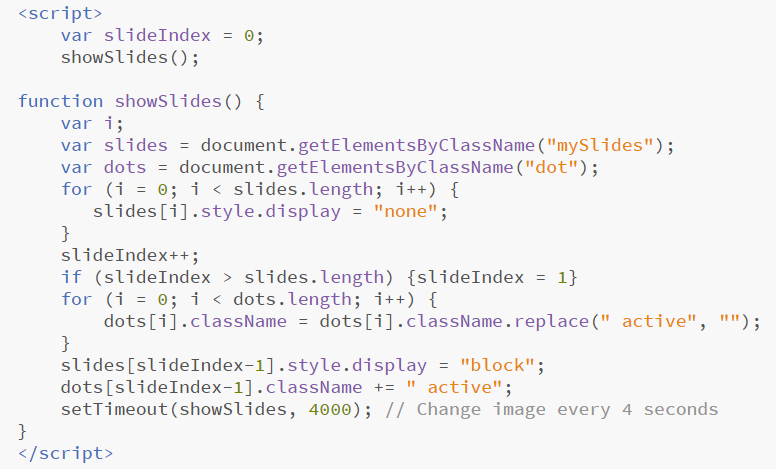 <script>
    var slideIndex = 0;
    showSlides();

function showSlides() {
    var i;
    var slides = document.getElementsByClassName("mySlides");
    var dots = document.getElementsByClassName("dot");
    for (i = 0; i < slides.length; i++) {
       slides[i].style.display = "none";
    }
    slideIndex++;
    if (slideIndex > slides.length) {slideIndex = 1}
    for (i = 0; i < dots.length; i++) {
        dots[i].className = dots[i].className.replace(" active", "");
    }
    slides[slideIndex-1].style.display = "block";
    dots[slideIndex-1].className += " active";
    setTimeout(showSlides, 4000); // Change image every 4 seconds
}
</script>